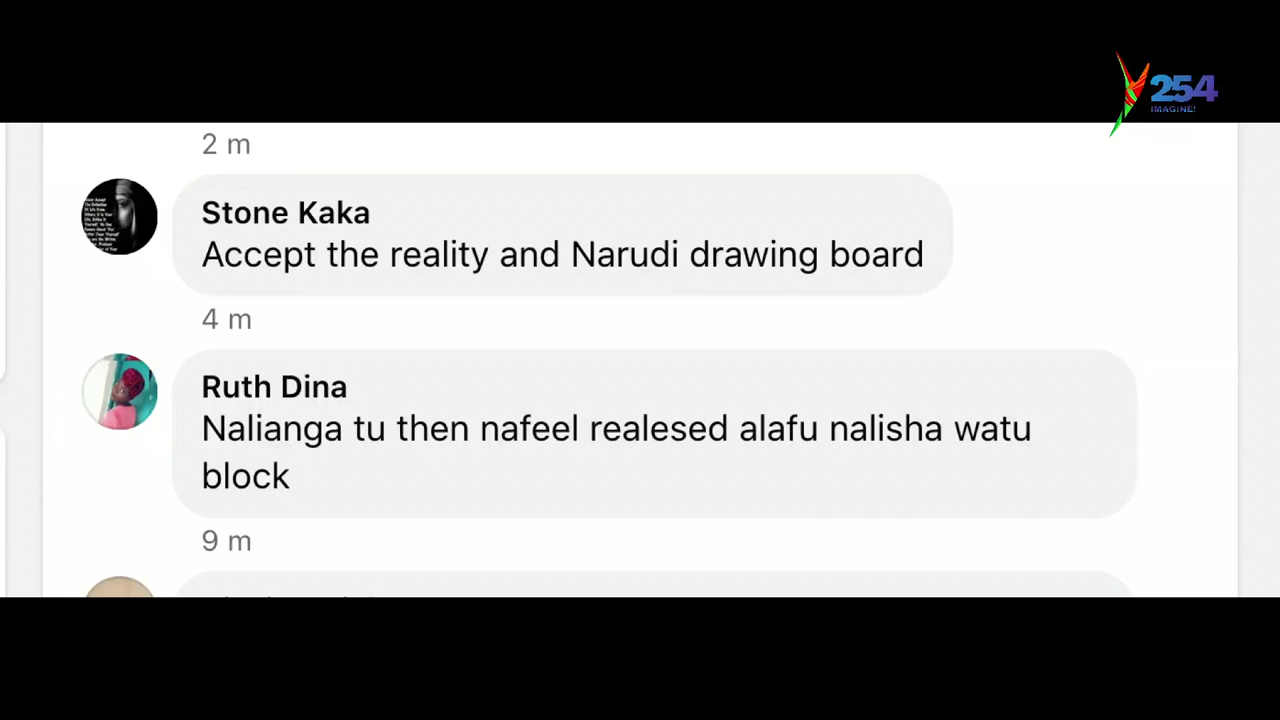 254
IMAGINE!
2 m
Stone Kaka
Accept the reality and Narudi drawing board
4 m
Ruth Dina
Nalianga tu then nafeel realesed alafu nalisha watu
block
9 m